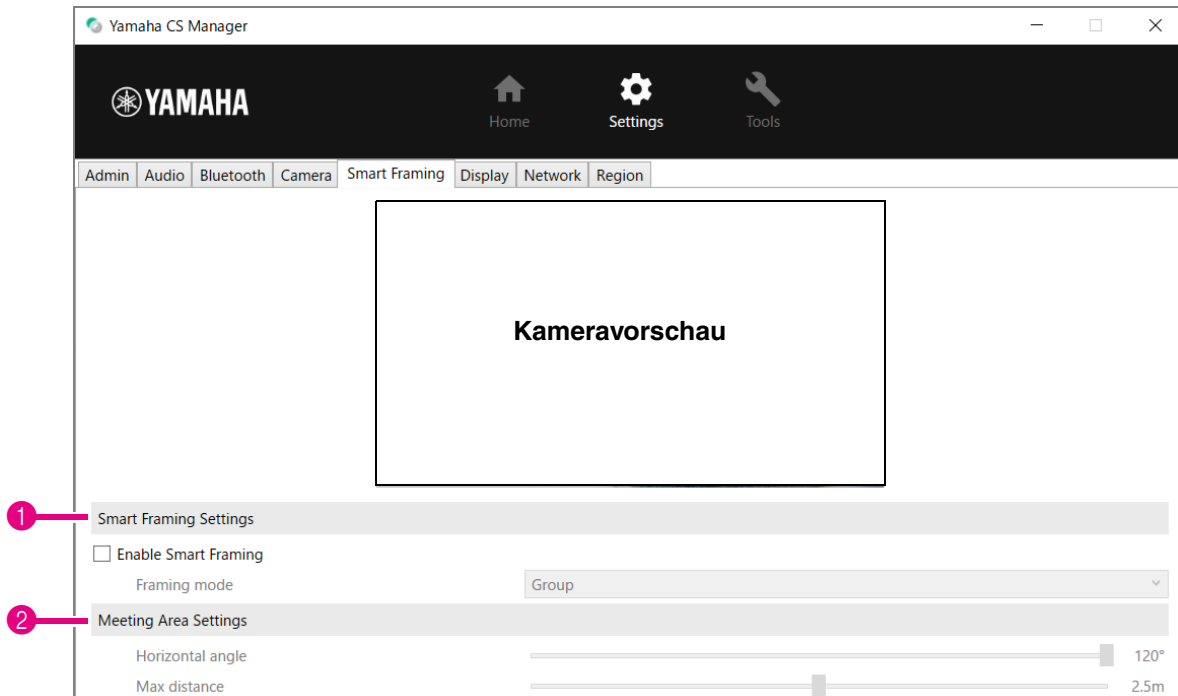 Yamaha CS Manager
YAMAHA
Home Settings Tools
Admin Audio Bluetooth Camera Smart Framing Display Network Region
Kameravorschau
1 Smart Framing Settings
Enable Smart Framing
Framing mode Group
2 Meeting Area Settings
Horizontal angle 120°
Max distance 2.5m